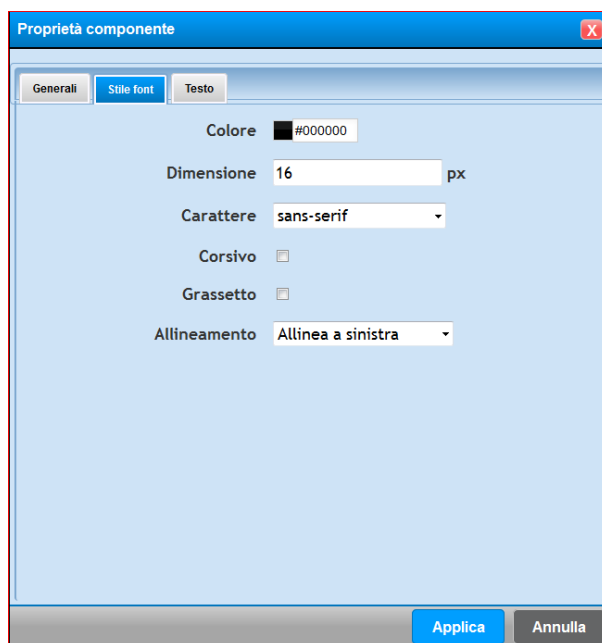 Proprietà componente
X
Generali Stile font Testo
Colore #000000
Dimensione 16 px
Carattere sans-serif
Corsivo
Grassetto
Allineamento Allinea a sinistra
Applica Annulla